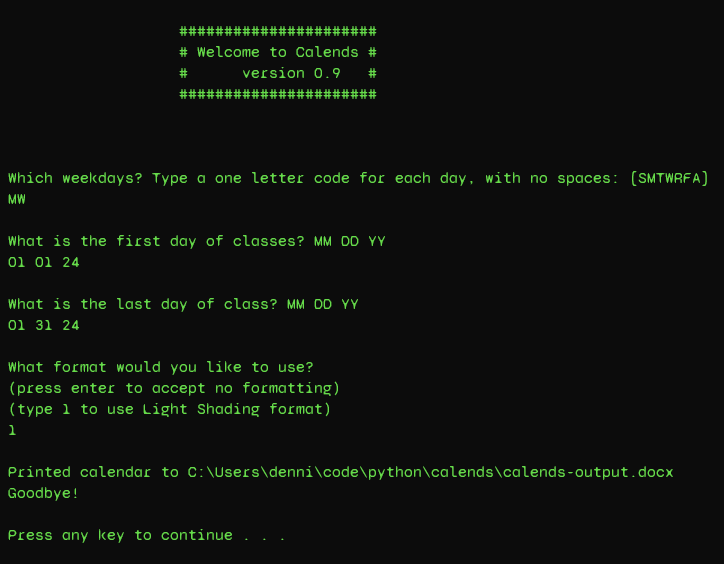 ######################
# Welcome to Calends #
#      version 0.9   #
######################
Which weekdays? Type a one letter code for each day, with no spaces: [SMTWRFA]
MW
What is the first day of classes? MM DD YY
01 01 24
What is the last day of class? MM DD YY
01 31 24
What format would you like to use?
(press enter to accept no formatting)
(type 1 to use Light Shading format)
1
Printed calendar to C:\Users\denni\code\python\calends\calends-output.docx
Goodbye!
Press any key to continue . . .